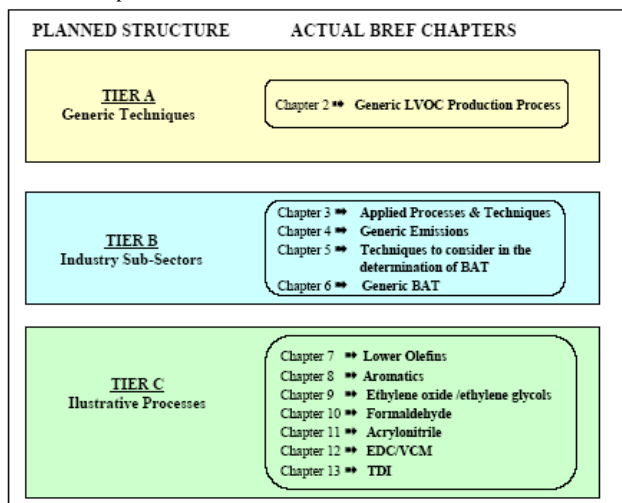 PLANNED STRUCTURE ACTUAL BREF CHAPTERS
TIER A
Generic Techniques
Chapter 2 ➡ Generic LVOC Production Process
TIER B
Industry Sub-Sectors
Chapter 3 ➡ Applied Processes & Techniques
Chapter 4 ➡ Generic Emissions
Chapter 5 ➡ Techniques to consider in the
determination of BAT
Chapter 6 ➡ Generic BAT
TIER C
Ilustrative Processes
Chapter 7 ➡ Lower Olefins
Chapter 8 ➡ Aromatics
Chapter 9 ➡ Ethylene oxide /ethylene glycols
Chapter 10 ➡ Formaldehyde
Chapter 11 ➡ Acrylonitrile
Chapter 12 ➡ EDC/VCM
Chapter 13 ➡ TDI